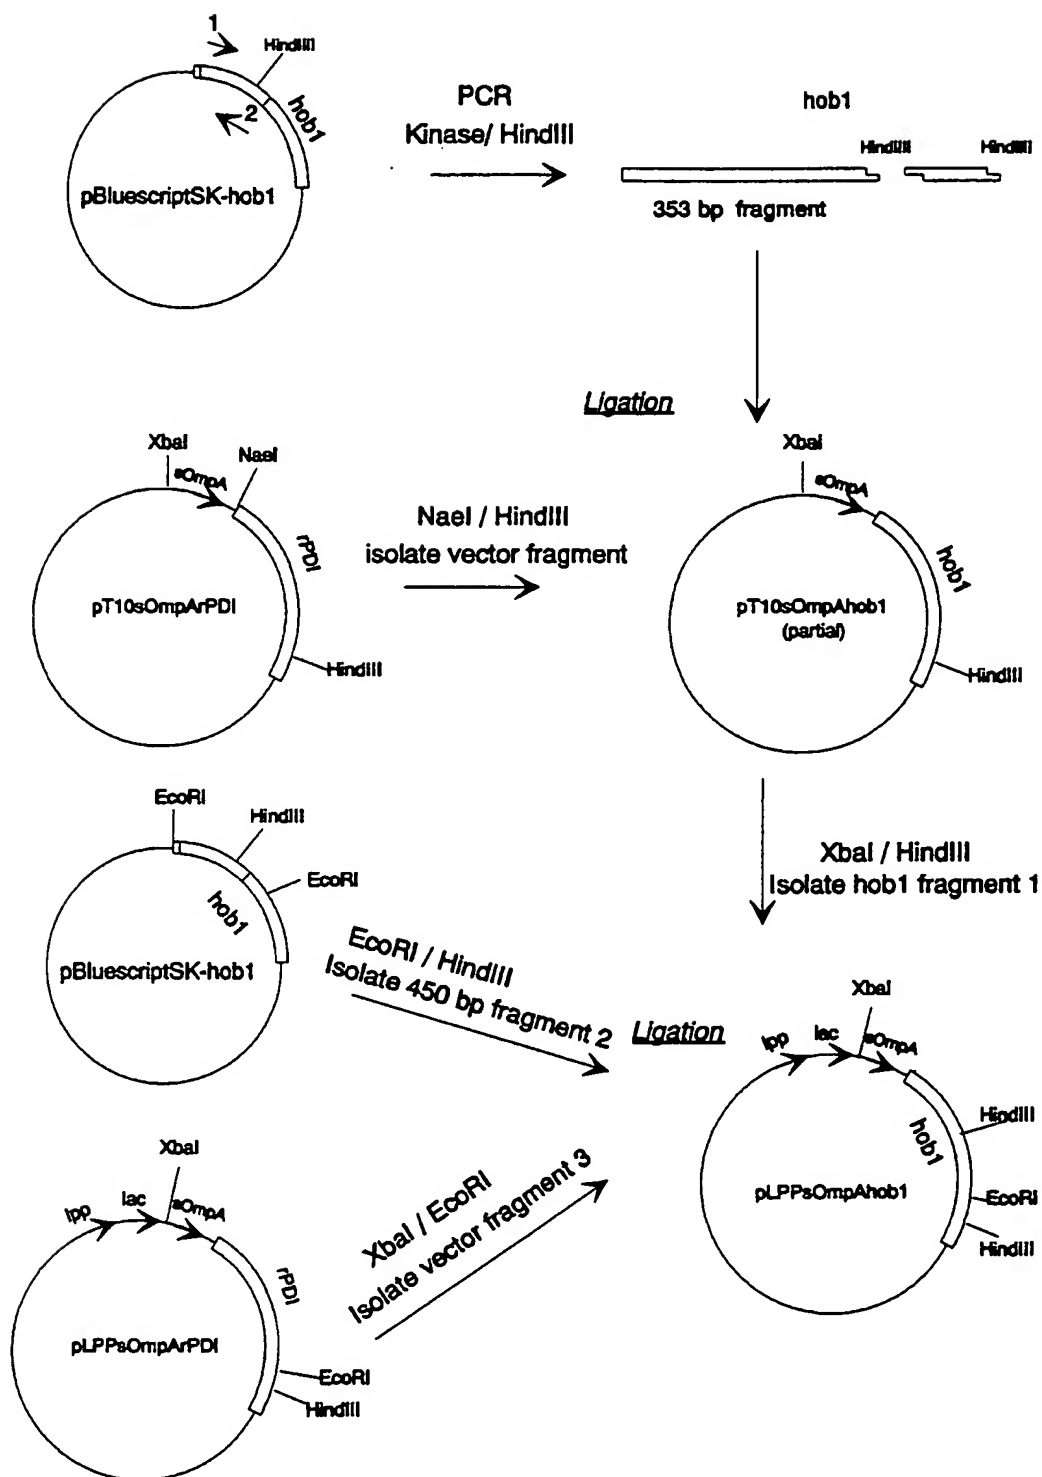 1
HindIII
hob1
2
pBluescriptSK-hob1
PCR
Kinase/ HindIII
hob1
HindIII
HindIII
353 bp fragment
Ligation
XbaI
sOmpA
NaeI
rPDI
pT10sOmpArPDI
HindIII
NaeI / HindIII
isolate vector fragment
XbaI
sOmpA
hob1
pT10sOmpAhob1
(partial)
HindIII
XbaI / HindIII
Isolate hob1 fragment 1
EcoRI
HindIII
EcoRI
hob1
pBluescriptSK-hob1
EcoRI / HindIII
Isolate 450 bp fragment 2
Ligation
XbaI
lpp
lac
sOmpA
rPDI
pLPPsOmpArPDI
EcoRI
HindIII
XbaI / EcoRI
Isolate vector fragment 3
XbaI
lpp
lac
sOmpA
HindIII
hob1
pLPPsOmpAhob1
EcoRI
HindIII